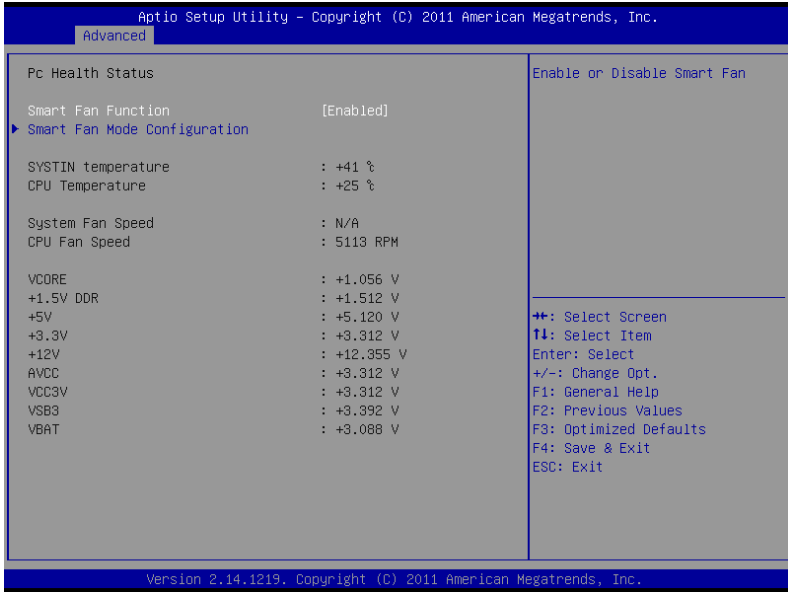 Aptio Setup Utility – Copyright (C) 2011 American Megatrends, Inc.
Advanced
Pc Health Status
Smart Fan Function [Enabled]
Smart Fan Mode Configuration
SYSTIN temperature : +41 ℃
CPU Temperature : +25 ℃
System Fan Speed : N/A
CPU Fan Speed : 5113 RPM
VCORE : +1.056 V
+1.5V DDR : +1.512 V
+5V : +5.120 V
+3.3V : +3.312 V
+12V : +12.355 V
AVCC : +3.312 V
VCC3V : +3.312 V
VSB3 : +3.392 V
VBAT : +3.088 V
Enable or Disable Smart Fan
→←: Select Screen
↑↓: Select Item
Enter: Select
+/-: Change Opt.
F1: General Help
F2: Previous Values
F3: Optimized Defaults
F4: Save & Exit
ESC: Exit
Version 2.14.1219. Copyright (C) 2011 American Megatrends, Inc.